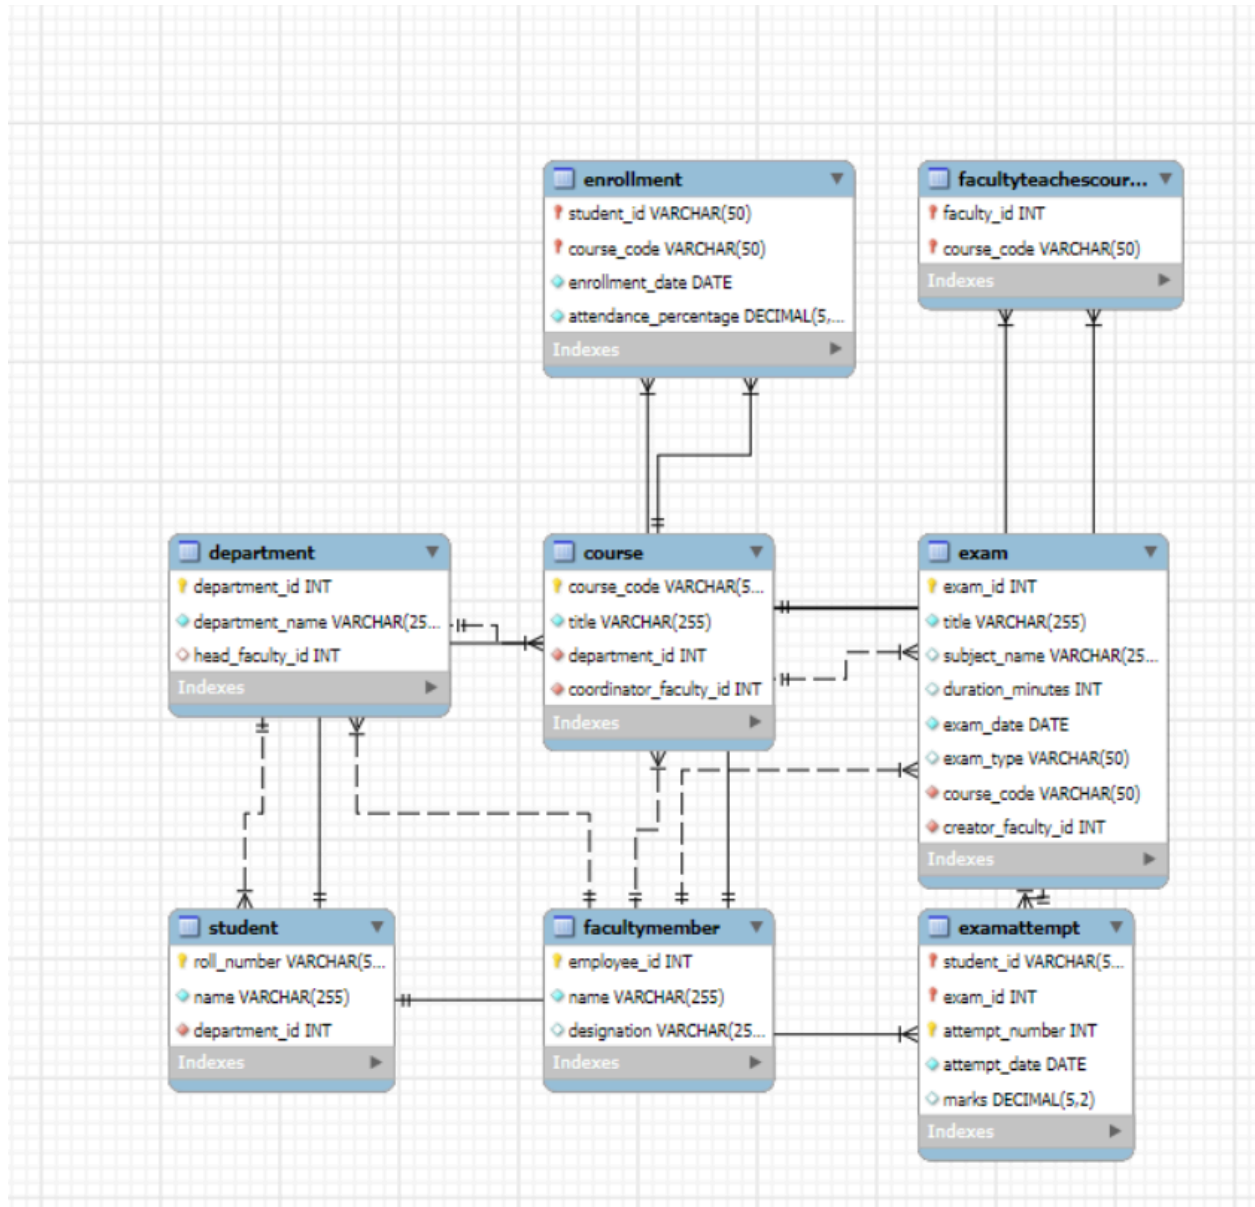 enrollment
student_id VARCHAR(50)
course_code VARCHAR(50)
enrollment_date DATE
attendance_percentage DECIMAL(5,...
Indexes
facultyteachescour...
faculty_id INT
course_code VARCHAR(50)
Indexes
department
department_id INT
department_name VARCHAR(25...
head_faculty_id INT
Indexes
course
course_code VARCHAR(5...
title VARCHAR(255)
department_id INT
coordinator_faculty_id INT
Indexes
exam
exam_id INT
title VARCHAR(255)
subject_name VARCHAR(25...
duration_minutes INT
exam_date DATE
exam_type VARCHAR(50)
course_code VARCHAR(50)
creator_faculty_id INT
Indexes
student
roll_number VARCHAR(5...
name VARCHAR(255)
department_id INT
Indexes
facultymember
employee_id INT
name VARCHAR(255)
designation VARCHAR(25...
Indexes
examattempt
student_id VARCHAR(5...
exam_id INT
attempt_number INT
attempt_date DATE
marks DECIMAL(5,2)
Indexes